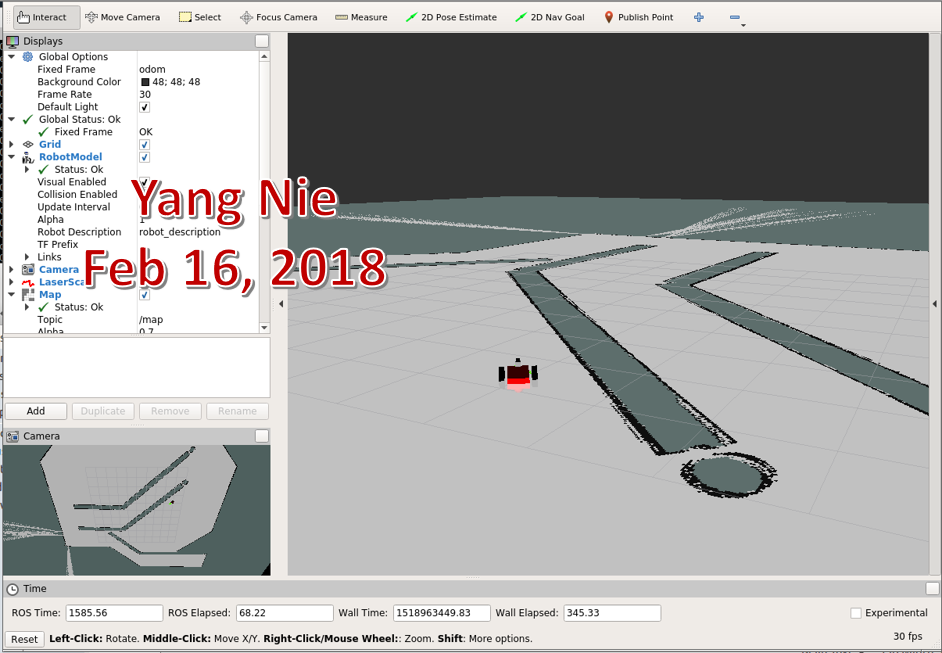 Interact Move Camera Select Focus Camera Measure 2D Pose Estimate 2D Nav Goal Publish Point
Displays
Global Options
Fixed Frame odom
Background Color 48; 48; 48
Frame Rate 30
Default Light
Global Status: Ok
Fixed Frame OK
Grid
RobotModel
Status: Ok
Visual Enabled
Collision Enabled
Update Interval
Alpha 1
Robot Description robot_description
TF Prefix
Links
Camera
LaserSca
Map
Status: Ok
Topic /map
Alpha 0.7
Yang Nie
Feb 16, 2018
Add Duplicate Remove Rename
Camera
Time
ROS Time: 1585.56 ROS Elapsed: 68.22 Wall Time: 1518963449.83 Wall Elapsed: 345.33 Experimental
Reset Left-Click: Rotate. Middle-Click: Move X/Y. Right-Click/Mouse Wheel:: Zoom. Shift: More options. 30 fps